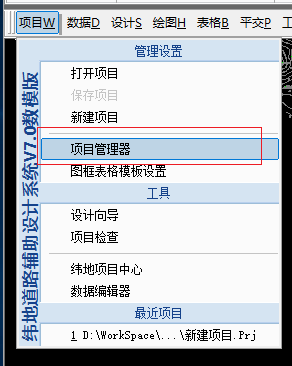 项目W 数据D 设计S 绘图H 表格B 平交P
管理设置
打开项目
保存项目
新建项目
项目管理器
图框表格模板设置
工具
设计向导
项目检查
纬地项目中心
数据编辑器
最近项目
1 D:\WorkSpace\...\新建项目.Prj
纬地道路辅助设计系统V7.0数模版